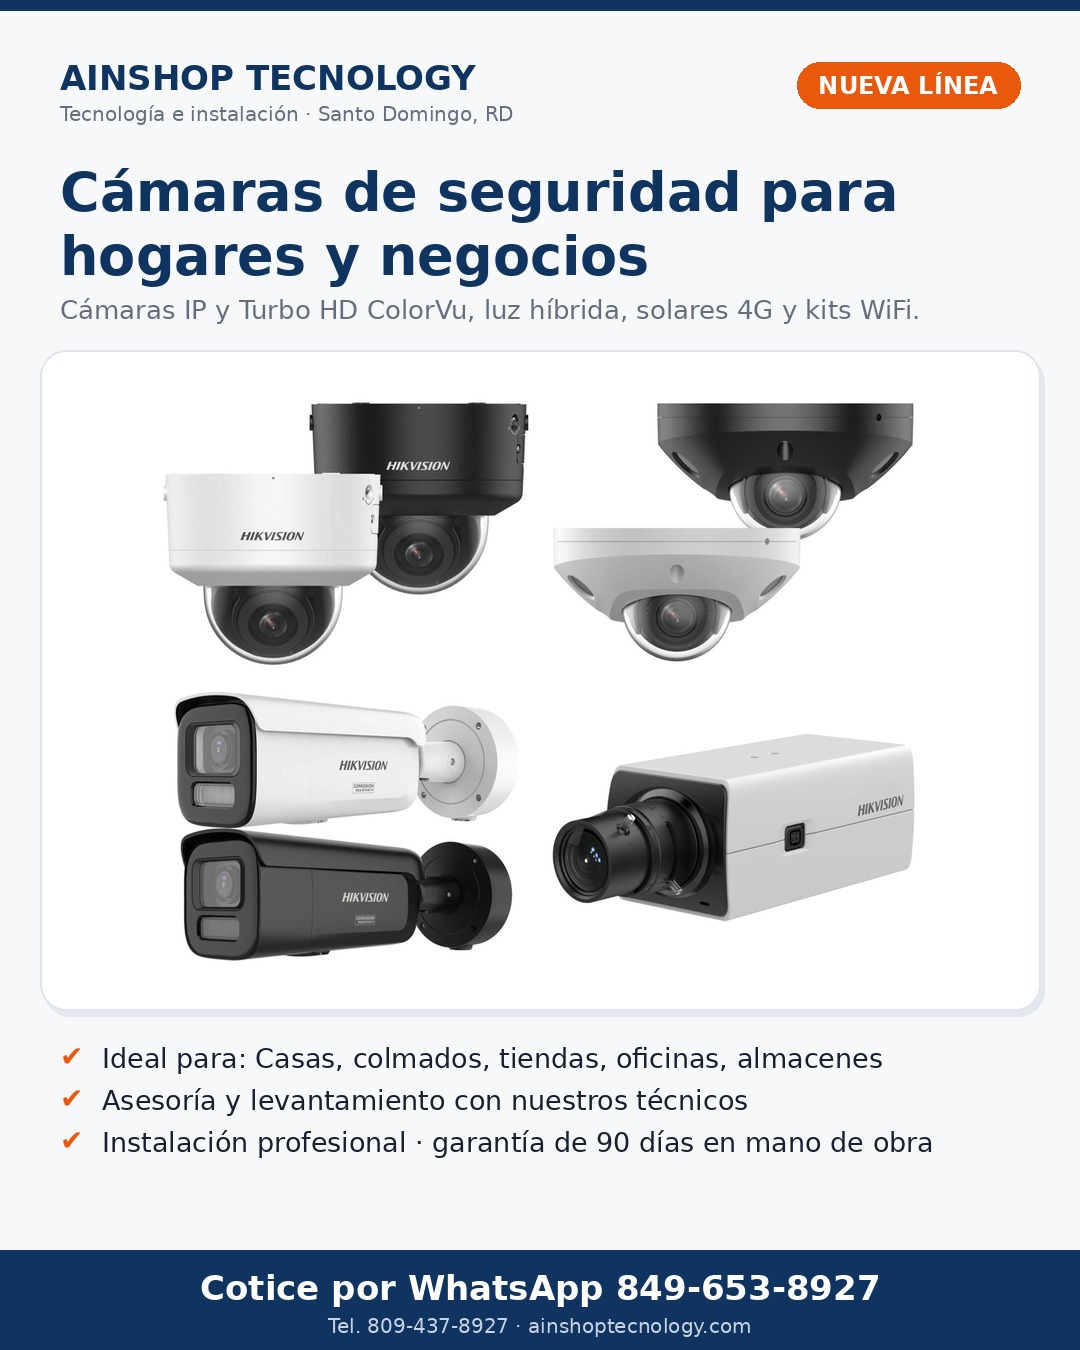 AINSHOP TECNOLOGY
Tecnología e instalación · Santo Domingo, RD
NUEVA LÍNEA
Cámaras de seguridad para
hogares y negocios
Cámaras IP y Turbo HD ColorVu, luz híbrida, solares 4G y kits WiFi.
HIKVISION
HIKVISION
HIKVISION
HIKVISION
HIKVISION
✔ Ideal para: Casas, colmados, tiendas, oficinas, almacenes
✔ Asesoría y levantamiento con nuestros técnicos
✔ Instalación profesional · garantía de 90 días en mano de obra
Cotice por WhatsApp 849-653-8927
Tel. 809-437-8927 · ainshoptecnology.com